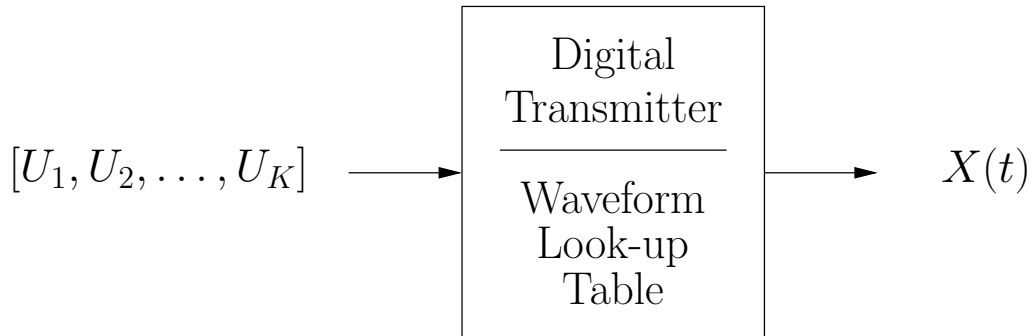 [U_1, U_2, ..., U_K]
Digital
Transmitter
Waveform
Look-up
Table
X(t)